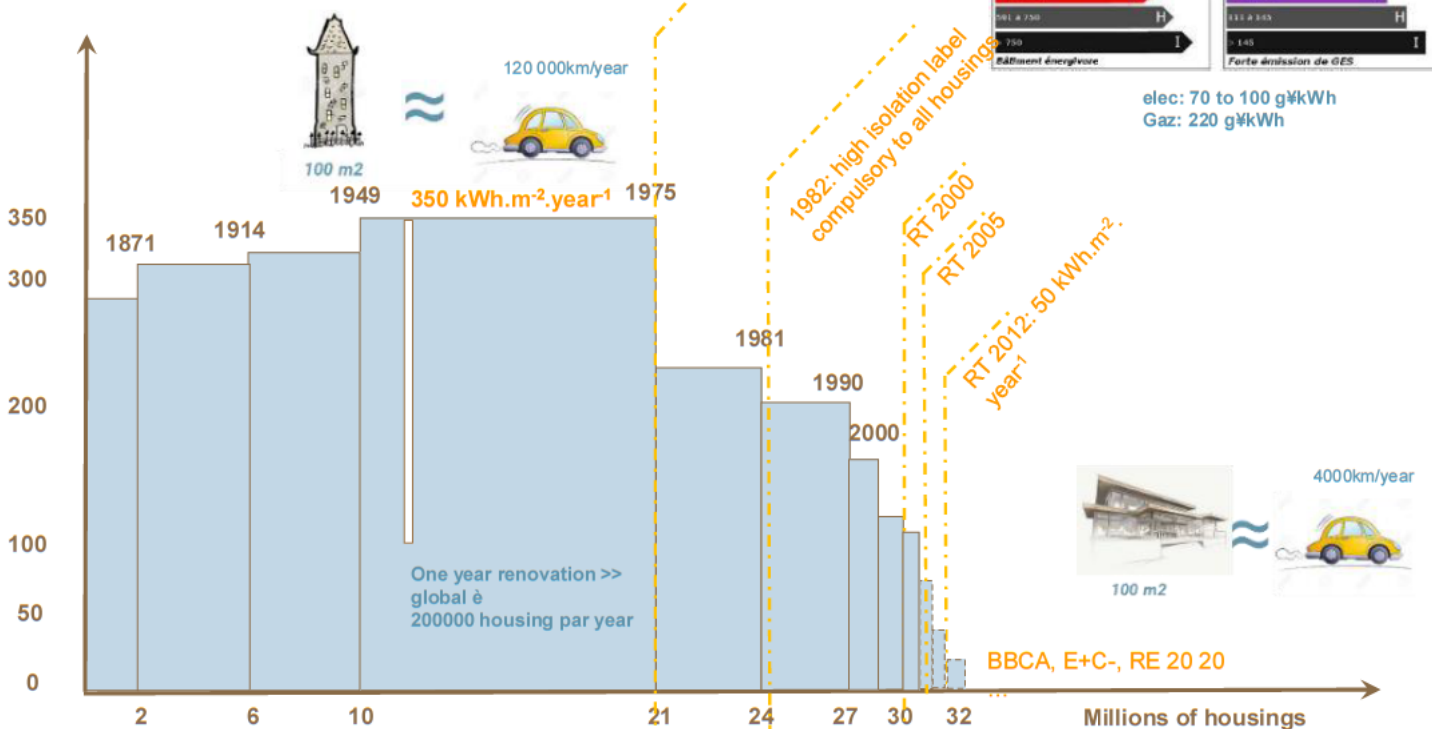 591 à 750
H
> 750
I
Bâtiment énergivore
111 à 145
H
> 145
I
Forte émission de GES
elec: 70 to 100 g¥kWh
Gaz: 220 g¥kWh
120 000km/year
100 m2
1871
1914
1949
350 kWh.m⁻².year⁻¹
1975
1982: high isolation label
compulsory to all housings
RT 2000
RT 2005
RT 2012: 50 kWh.m⁻².
year⁻¹
1981
1990
2000
350
300
200
100
50
0
One year renovation >>
global è
200000 housing par year
4000km/year
100 m2
BBCA, E+C-, RE 20 20
...
2
6
10
21
24
27
30
32
Millions of housings